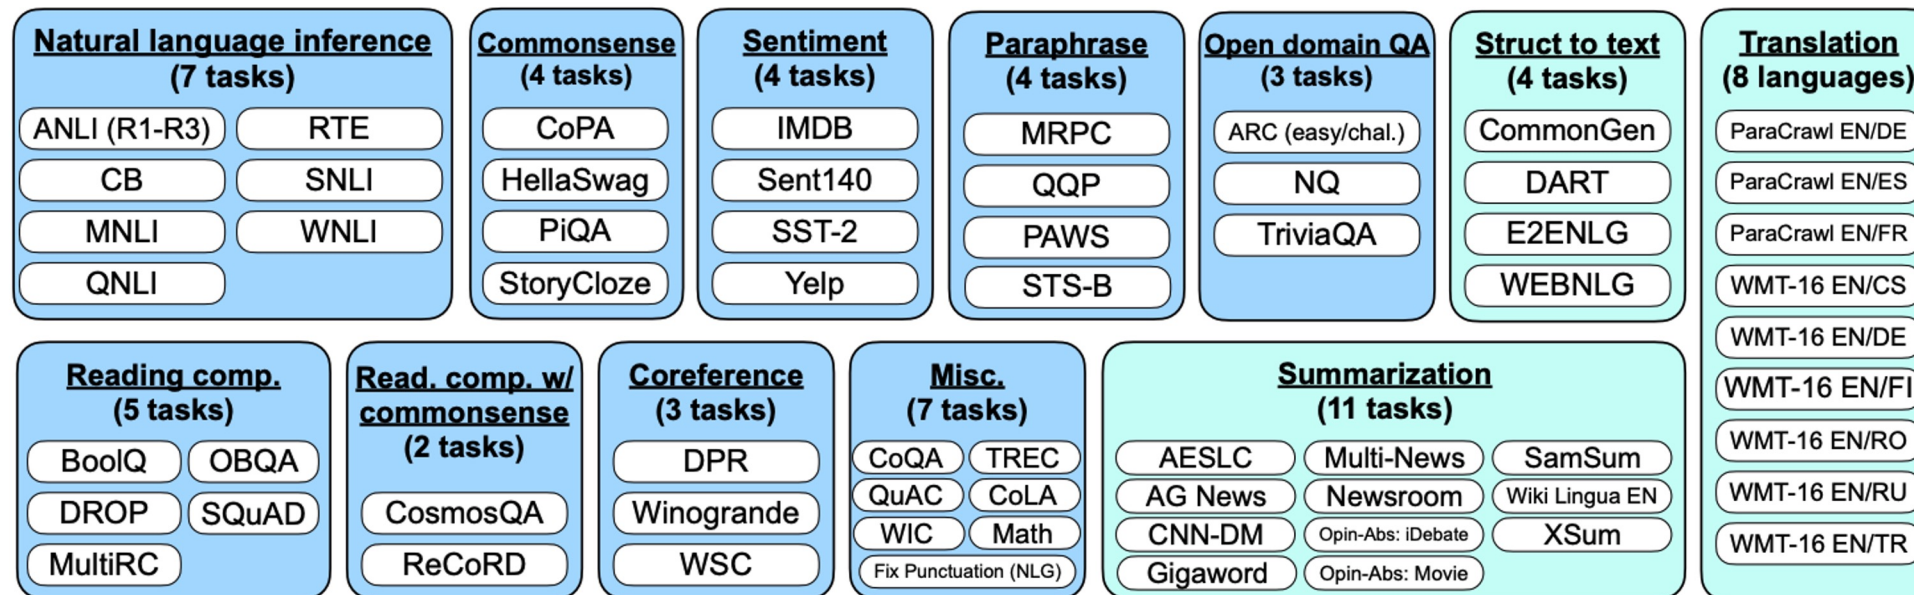 Natural language inference
(7 tasks)
ANLI (R1-R3)
RTE
CB
SNLI
MNLI
WNLI
QNLI
Commonsense
(4 tasks)
CoPA
HellaSwag
PiQA
StoryCloze
Sentiment
(4 tasks)
IMDB
Sent140
SST-2
Yelp
Paraphrase
(4 tasks)
MRPC
QQP
PAWS
STS-B
Open domain QA
(3 tasks)
ARC (easy/chal.)
NQ
TriviaQA
Struct to text
(4 tasks)
CommonGen
DART
E2ENLG
WEBNLG
Translation
(8 languages)
ParaCrawl EN/DE
ParaCrawl EN/ES
ParaCrawl EN/FR
WMT-16 EN/CS
WMT-16 EN/DE
WMT-16 EN/FI
WMT-16 EN/RO
WMT-16 EN/RU
WMT-16 EN/TR
Reading comp.
(5 tasks)
BoolQ
OBQA
DROP
SQuAD
MultiRC
Read. comp. w/
commonsense
(2 tasks)
CosmosQA
ReCoRD
Coreference
(3 tasks)
DPR
Winogrande
WSC
Misc.
(7 tasks)
CoQA
TREC
QuAC
CoLA
WIC
Math
Fix Punctuation (NLG)
Summarization
(11 tasks)
AESLC
Multi-News
SamSum
AG News
Newsroom
Wiki Lingua EN
CNN-DM
Opin-Abs: iDebate
XSum
Gigaword
Opin-Abs: Movie